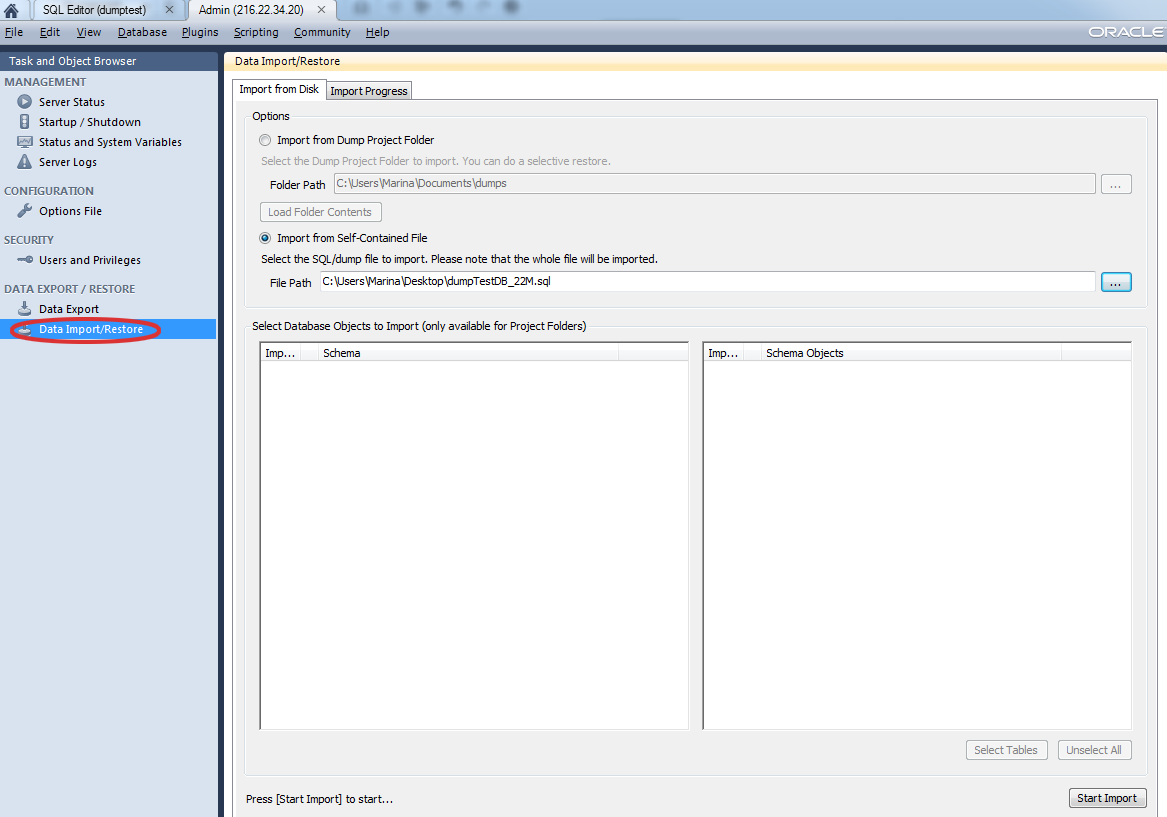 SQL Editor (dumptest)
Admin (216.22.34.20)
File Edit View Database Plugins Scripting Community Help
ORACLE
Task and Object Browser
MANAGEMENT
Server Status
Startup / Shutdown
Status and System Variables
Server Logs
CONFIGURATION
Options File
SECURITY
Users and Privileges
DATA EXPORT / RESTORE
Data Export
Data Import/Restore
Data Import/Restore
Import from Disk Import Progress
Options
Import from Dump Project Folder
Select the Dump Project Folder to import. You can do a selective restore.
Folder Path C:\Users\Marina\Documents\dumps ...
Load Folder Contents
Import from Self-Contained File
Select the SQL/dump file to import. Please note that the whole file will be imported.
File Path C:\Users\Marina\Desktop\dumpTestDB_22M.sql ...
Select Database Objects to Import (only available for Project Folders)
Imp... Schema
Imp... Schema Objects
Select Tables Unselect All
Press [Start Import] to start...
Start Import